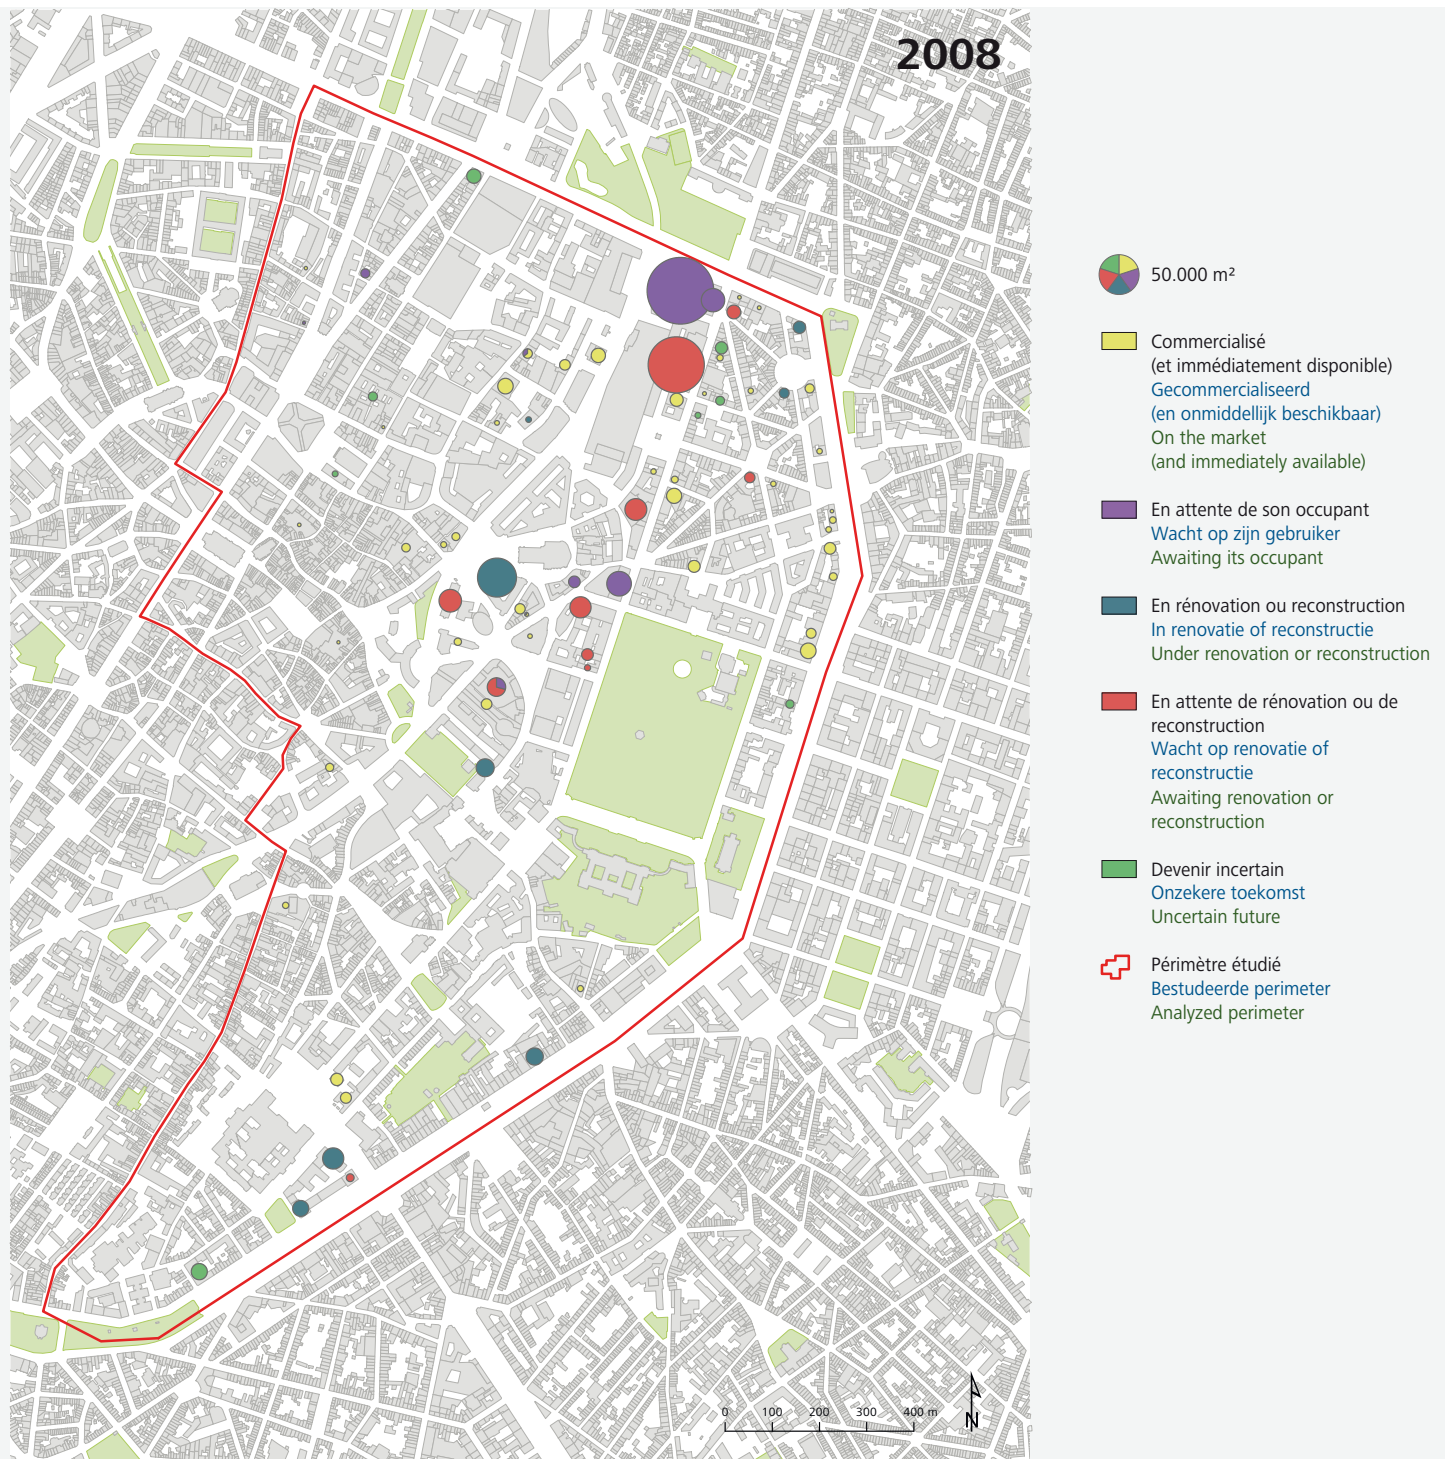 2008
50.000 m²
Commercialisé
(et immédiatement disponible)
Gecommercialiseerd
(en onmiddellijk beschikbaar)
On the market
(and immediately available)
En attente de son occupant
Wacht op zijn gebruiker
Awaiting its occupant
En rénovation ou reconstruction
In renovatie of reconstructie
Under renovation or reconstruction
En attente de rénovation ou de
reconstruction
Wacht op renovatie of
reconstructie
Awaiting renovation or
reconstruction
Devenir incertain
Onzekere toekomst
Uncertain future
Périmètre étudié
Bestudeerde perimeter
Analyzed perimeter
0 100 200 300 400 m
N